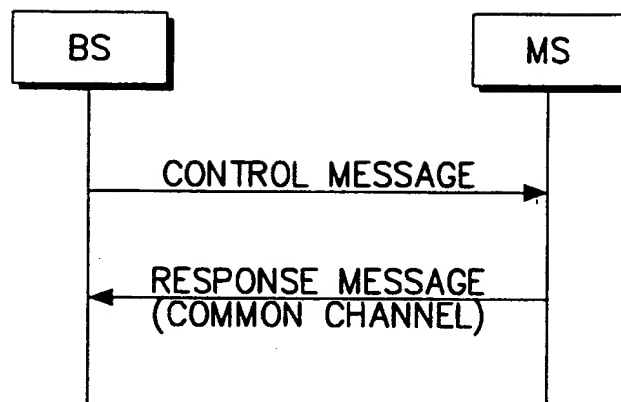 BS
MS
CONTROL MESSAGE
RESPONSE MESSAGE
(COMMON CHANNEL)